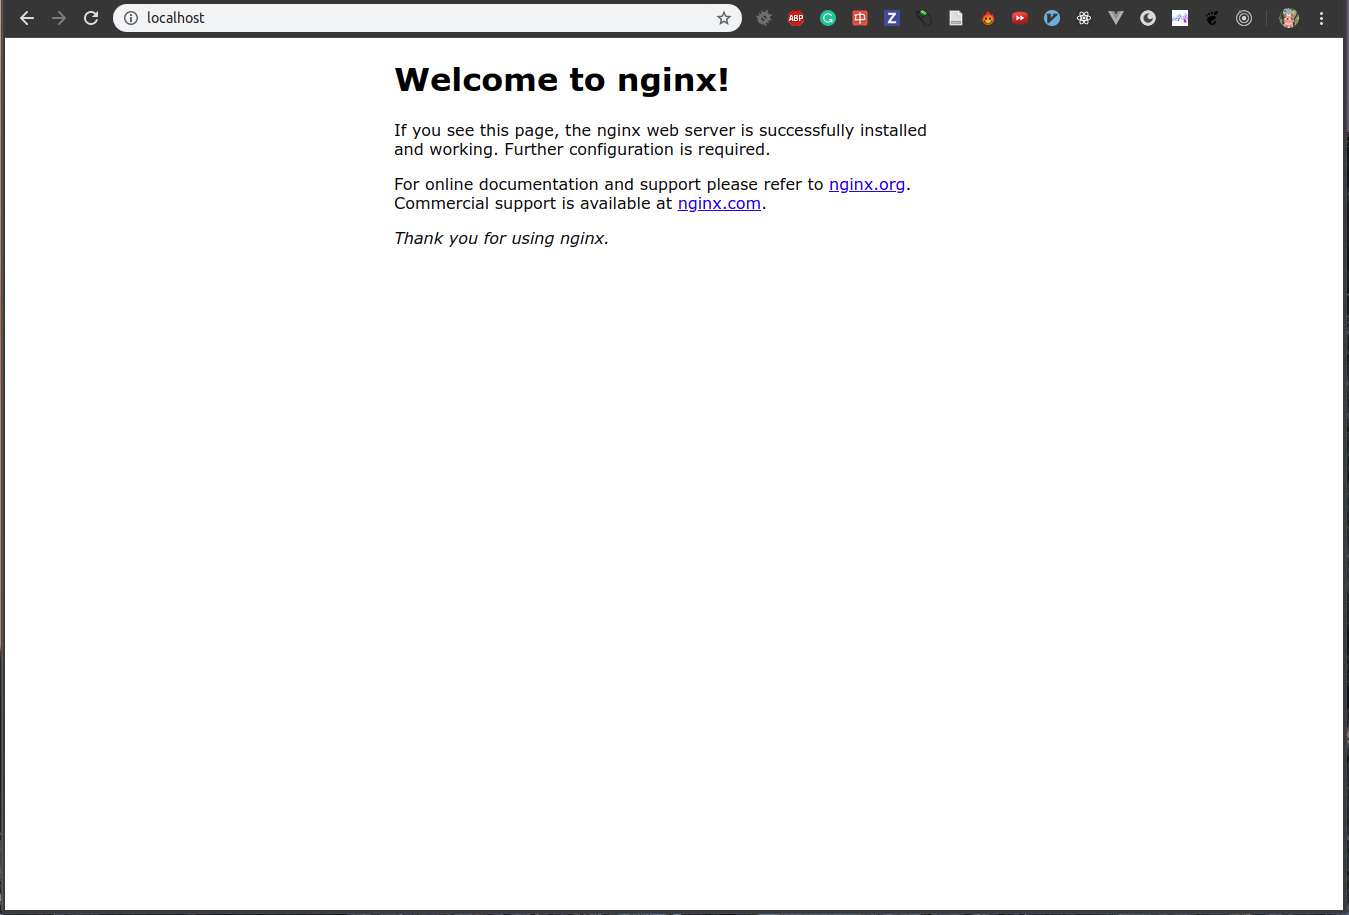 localhost
ABP
中
Z
Welcome to nginx!
If you see this page, the nginx web server is successfully installed
and working. Further configuration is required.
For online documentation and support please refer to nginx.org.
Commercial support is available at nginx.com.
Thank you for using nginx.